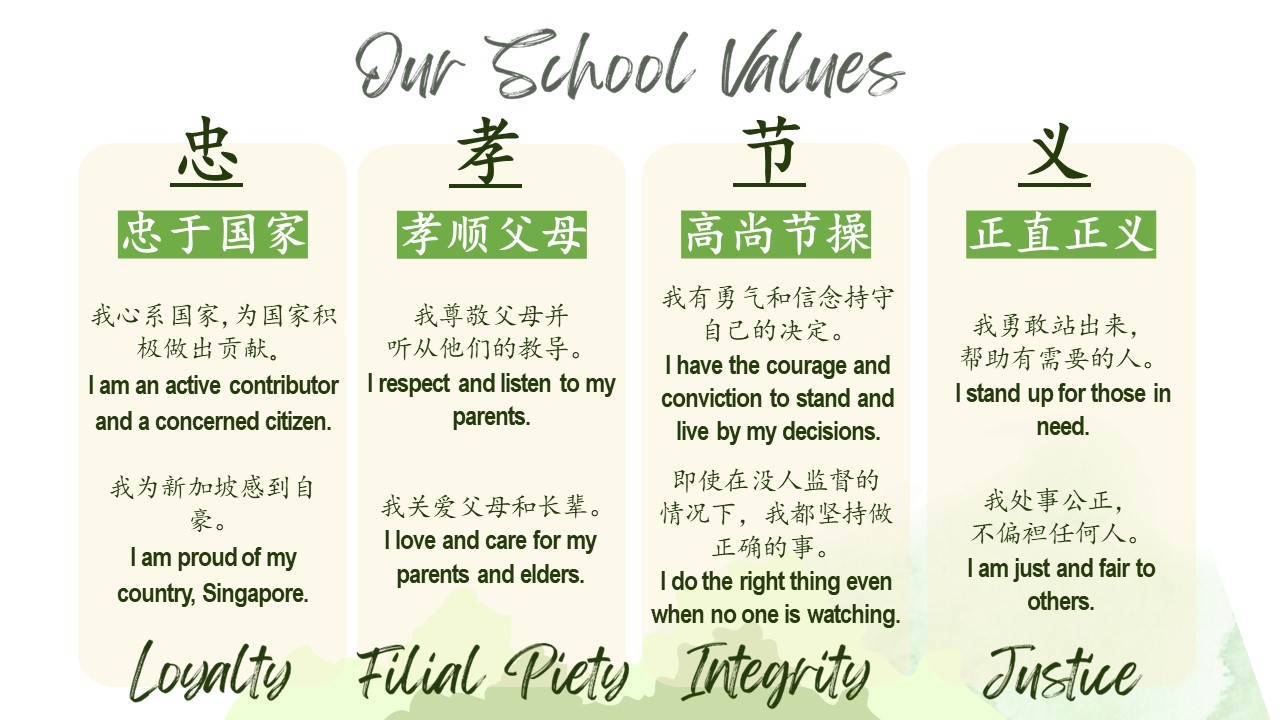 Our School Values
忠
忠于国家
我心系国家,为国家积
极做出贡献。
I am an active contributor
and a concerned citizen.
我为新加坡感到自
豪。
I am proud of my
country, Singapore.
Loyalty
孝
孝顺父母
我尊敬父母并
听从他们的教导。
I respect and listen to my
parents.
我关爱父母和长辈。
I love and care for my
parents and elders.
Filial Piety
节
高尚节操
我有勇气和信念持守
自己的决定。
I have the courage and
conviction to stand and
live by my decisions.
即使在没人监督的
情况下，我都坚持做
正确的事。
I do the right thing even
when no one is watching.
Integrity
义
正直正义
我勇敢站出来，
帮助有需要的人。
I stand up for those in
need.
我处事公正，
不偏袒任何人。
I am just and fair to
others.
Justice